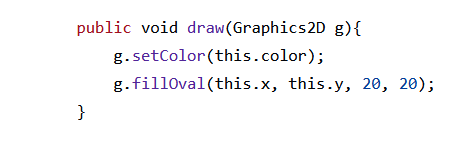 public void draw(Graphics2D g){
    g.setColor(this.color);
    g.fillOval(this.x, this.y, 20, 20);
}